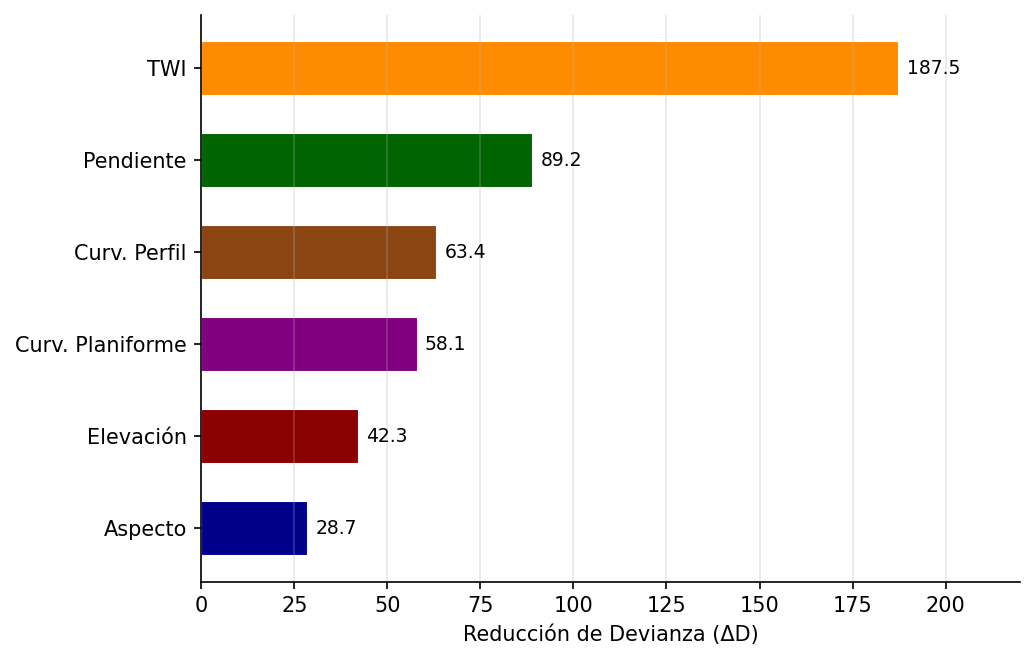 TWI
187.5
Pendiente
89.2
Curv. Perfil
63.4
Curv. Planiforme
58.1
Elevación
42.3
Aspecto
28.7
0 25 50 75 100 125 150 175 200
Reducción de Devianza (ΔD)